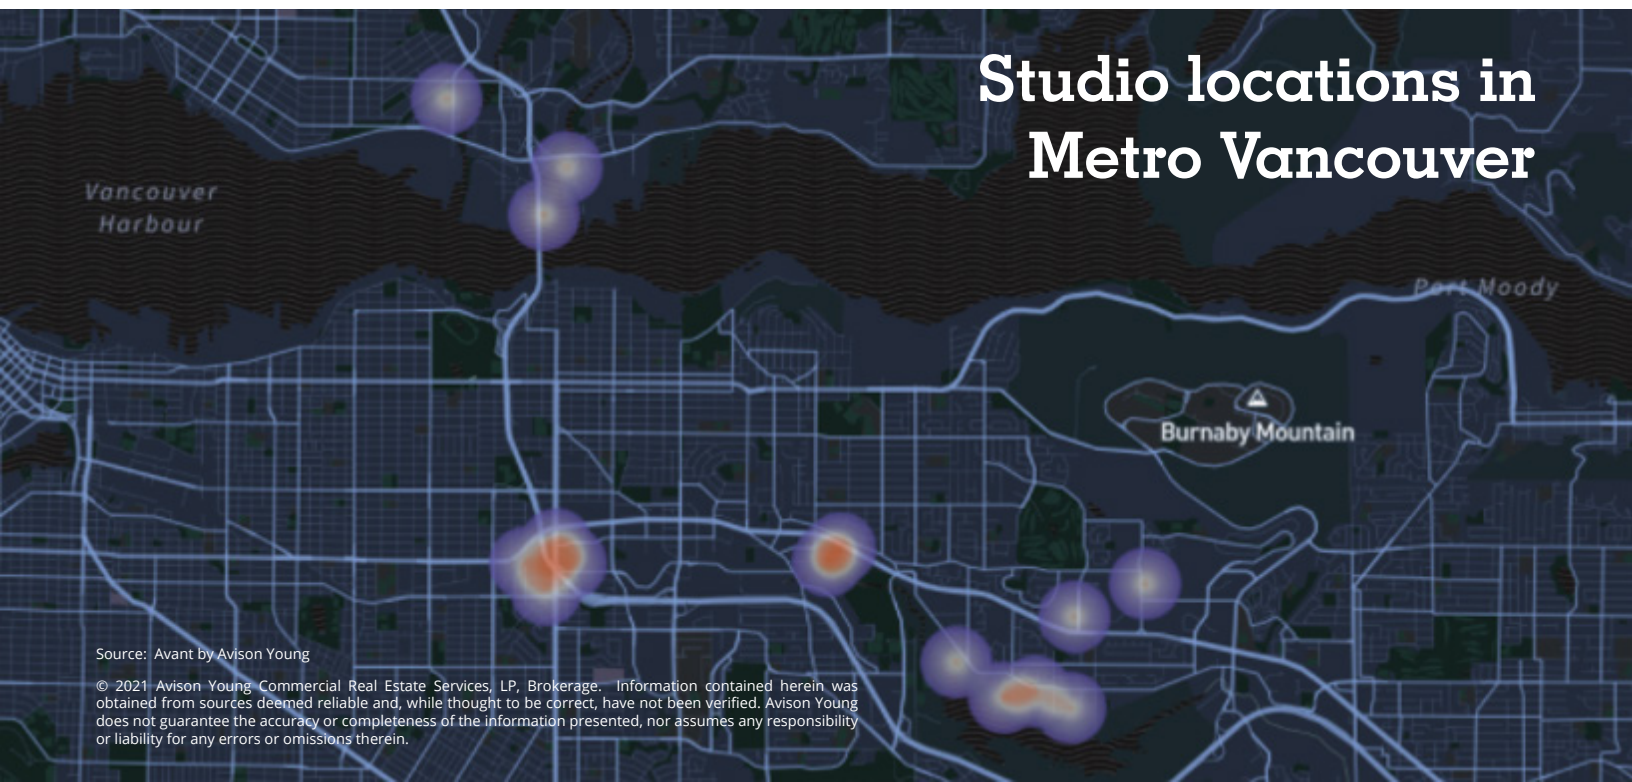 Studio locations in
Metro Vancouver
Vancouver
Harbour
Port Moody
Burnaby Mountain
Source: Avant by Avison Young
© 2021 Avison Young Commercial Real Estate Services, LP, Brokerage. Information contained herein was
obtained from sources deemed reliable and, while thought to be correct, have not been verified. Avison Young
does not guarantee the accuracy or completeness of the information presented, nor assumes any responsibility
or liability for any errors or omissions therein.